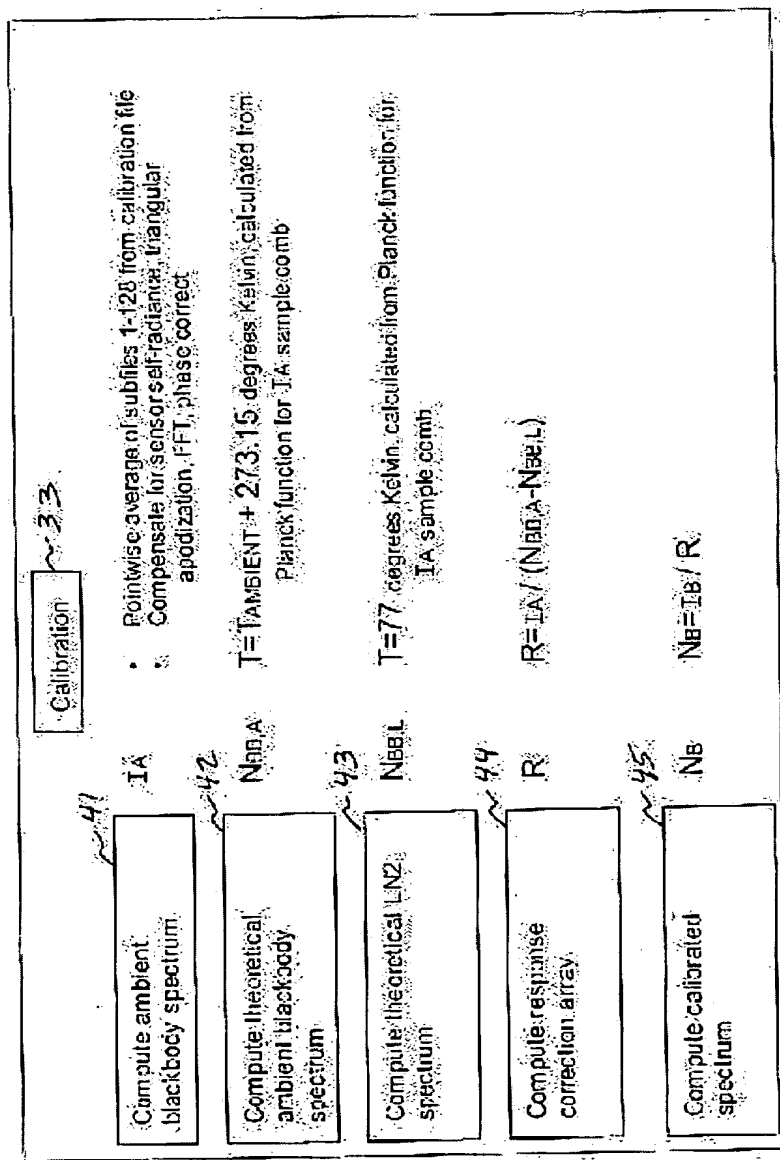 Calibration ~33
~41
Compute ambient
blackbody spectrum
IA
• Pointwise average of subfiles 1-128 from calibration file
• Compensate for sensor self-radiance, triangular
apodization, FFT, phase correct
~42
Compute theoretical
ambient blackbody
spectrum
NBB,A
T=TAMBIENT + 273.15 degrees Kelvin, calculated from
Planck function for IA sample comb
~43
Compute theoretical LN2
spectrum
NBB,L
T=77 degrees Kelvin, calculated from Planck function for
IA sample comb
~44
Compute response
correction array
R
R=IA / (NBB,A-NBB,L)
~45
Compute calibrated
spectrum
NB
NB=IB / R